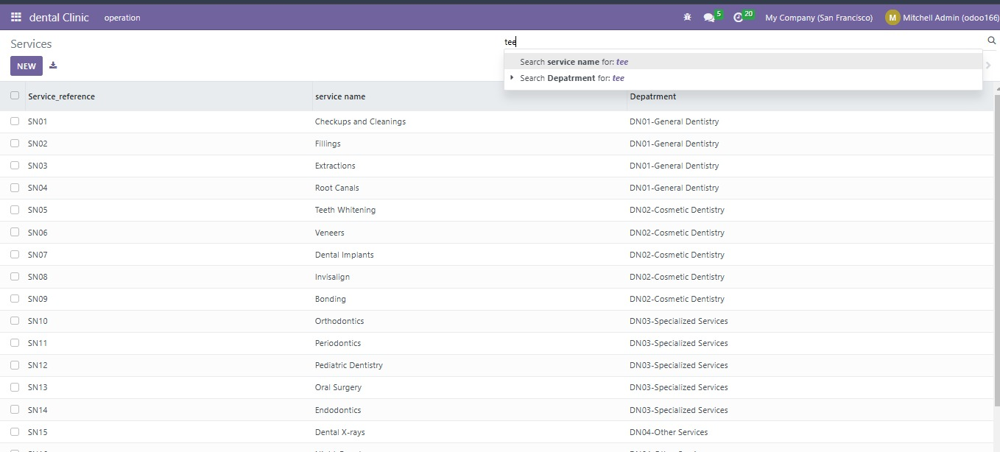 dental Clinic operation 5 20 My Company (San Francisco) M Mitchell Admin (odoo166)
Services tee
NEW
Search service name for: tee
Search Depatrment for: tee
Service_reference service name Depatrment
SN01 Checkups and Cleanings DN01-General Dentistry
SN02 Fillings DN01-General Dentistry
SN03 Extractions DN01-General Dentistry
SN04 Root Canals DN01-General Dentistry
SN05 Teeth Whitening DN02-Cosmetic Dentistry
SN06 Veneers DN02-Cosmetic Dentistry
SN07 Dental Implants DN02-Cosmetic Dentistry
SN08 Invisalign DN02-Cosmetic Dentistry
SN09 Bonding DN02-Cosmetic Dentistry
SN10 Orthodontics DN03-Specialized Services
SN11 Periodontics DN03-Specialized Services
SN12 Pediatric Dentistry DN03-Specialized Services
SN13 Oral Surgery DN03-Specialized Services
SN14 Endodontics DN03-Specialized Services
SN15 Dental X-rays DN04-Other Services